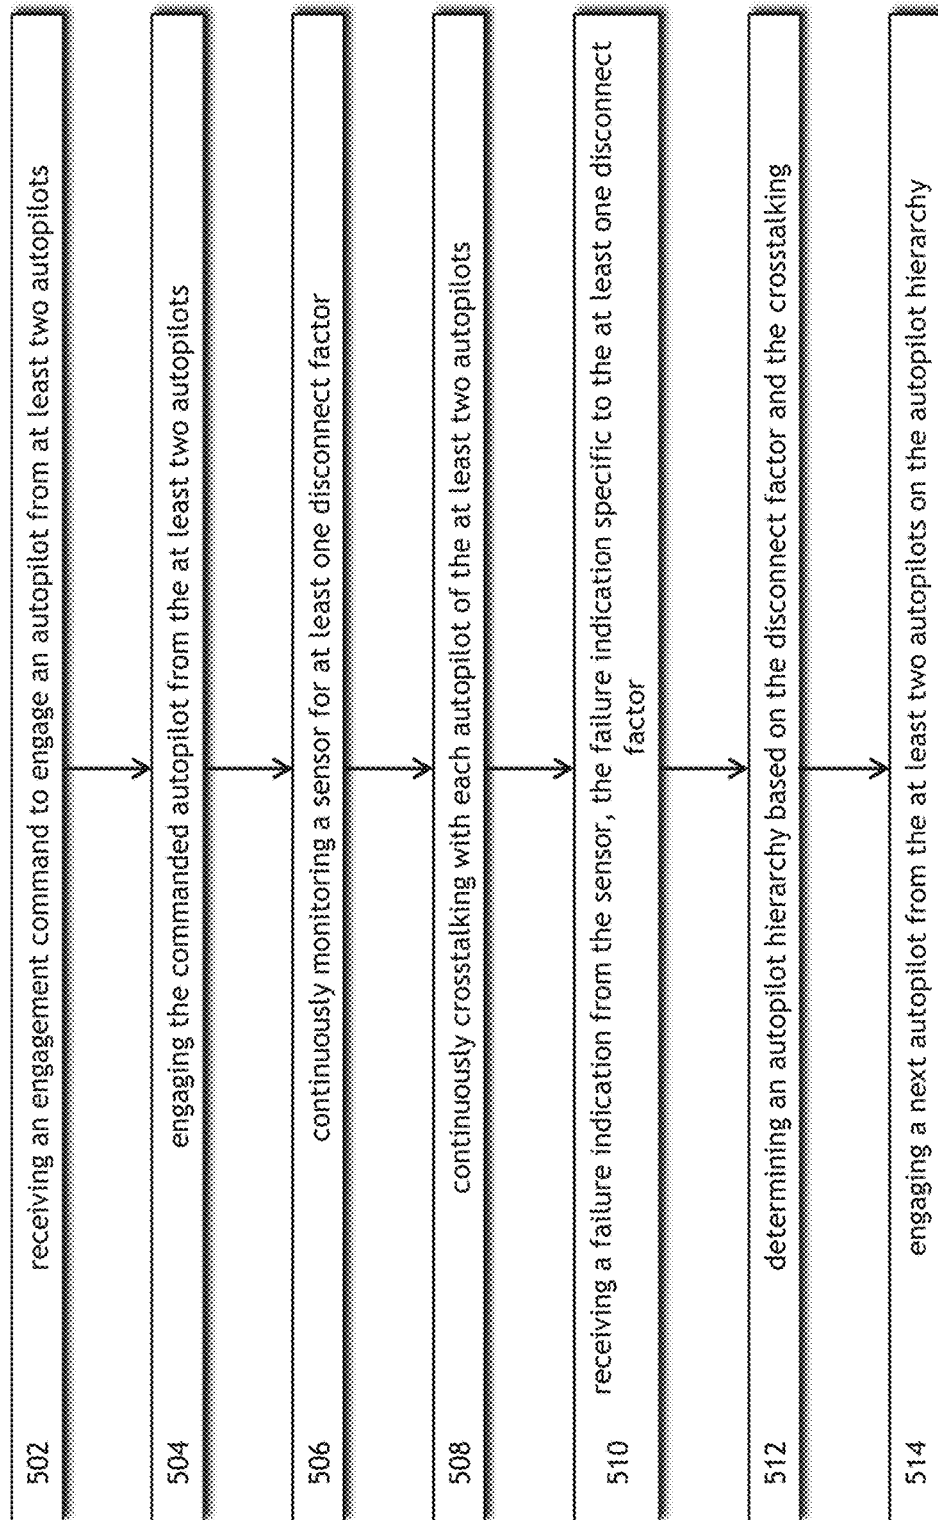 502 receiving an engagement command to engage an autopilot from at least two autopilots
504 engaging the commanded autopilot from the at least two autopilots
506 continuously monitoring a sensor for at least one disconnect factor
508 continuously crosstalking with each autopilot of the at least two autopilots
510 receiving a failure indication from the sensor, the failure indication specific to the at least one disconnect
factor
512 determining an autopilot hierarchy based on the disconnect factor and the crosstalking
514 engaging a next autopilot from the at least two autopilots on the autopilot hierarchy